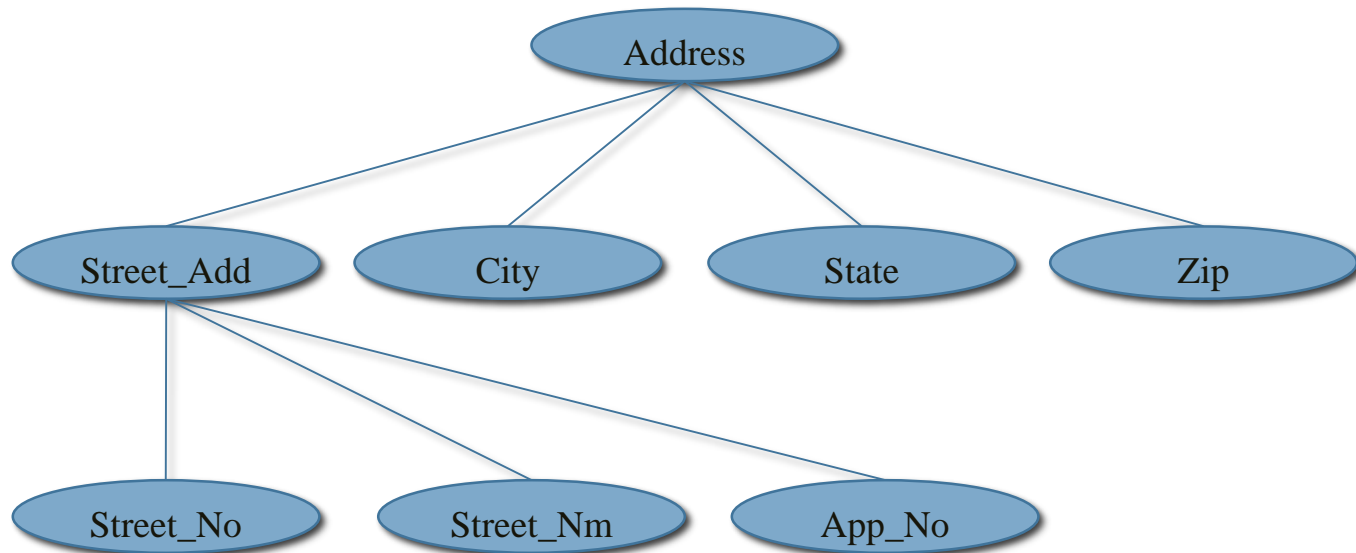 Address
Street_Add
City
State
Zip
Street_No
Street_Nm
App_No